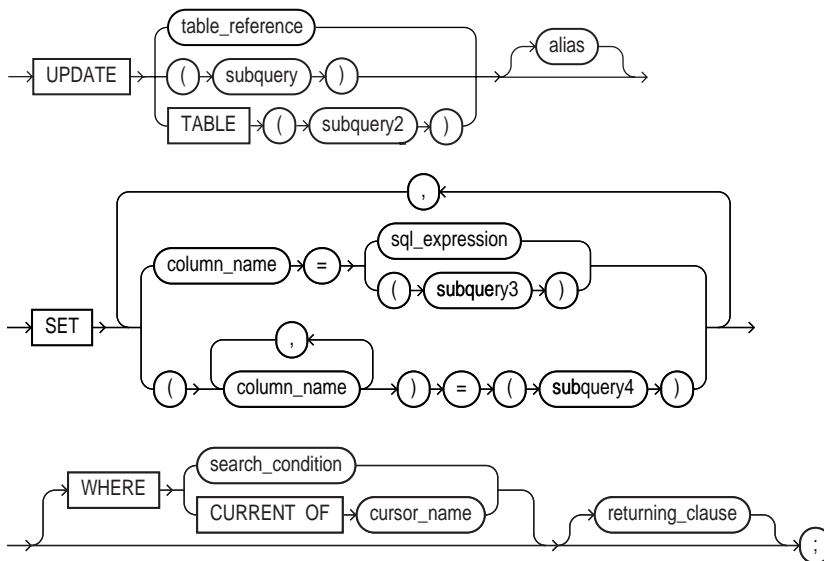 table_reference
alias
UPDATE ( subquery )
TABLE ( subquery2 )
,
sql_expression
column_name =
( subquery3 )
SET
,
( column_name ) = ( subquery4 )
search_condition
WHERE
CURRENT OF cursor_name
returning_clause
;